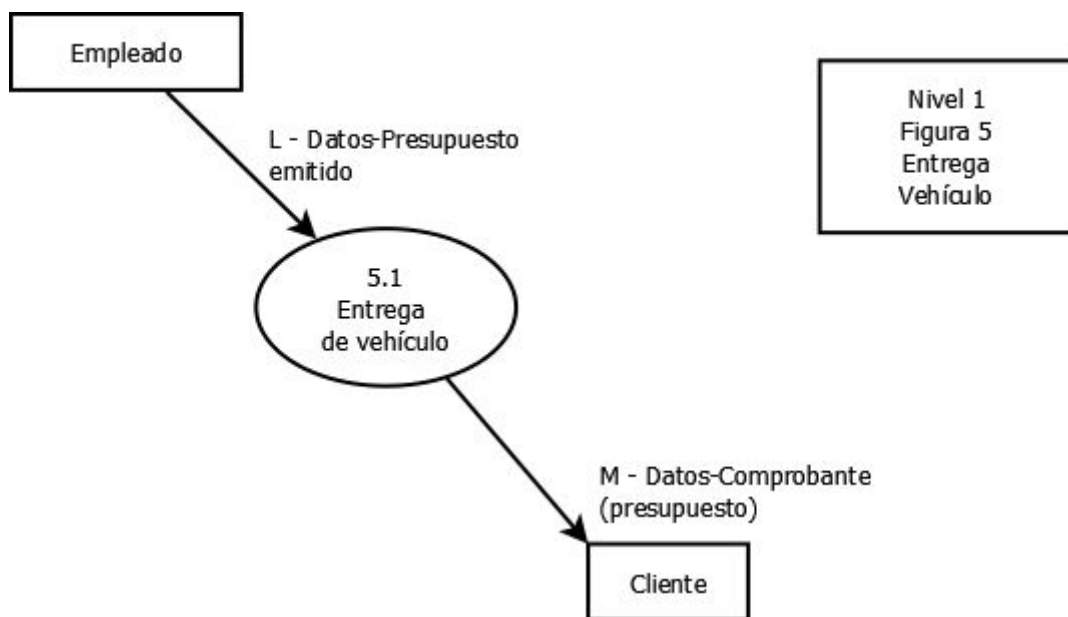 Empleado
Nivel 1
Figura 5
Entrega
Vehículo
L - Datos-Presupuesto
emitido
5.1
Entrega
de vehículo
M - Datos-Comprobante
(presupuesto)
Cliente